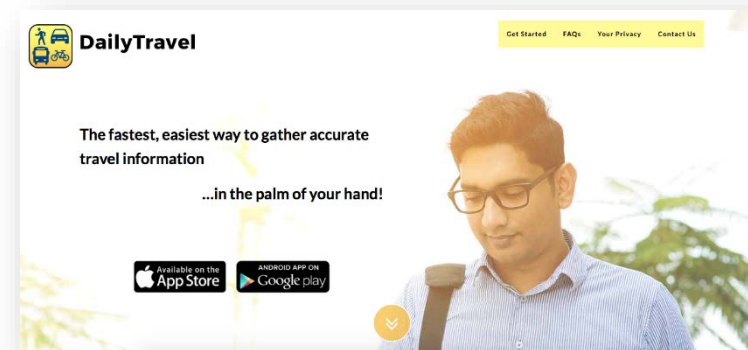 DailyTravel
Get Started FAQs Your Privacy Contact Us
The fastest, easiest way to gather accurate
travel information
...in the palm of your hand!
Available on the
App Store
ANDROID APP ON
Google play